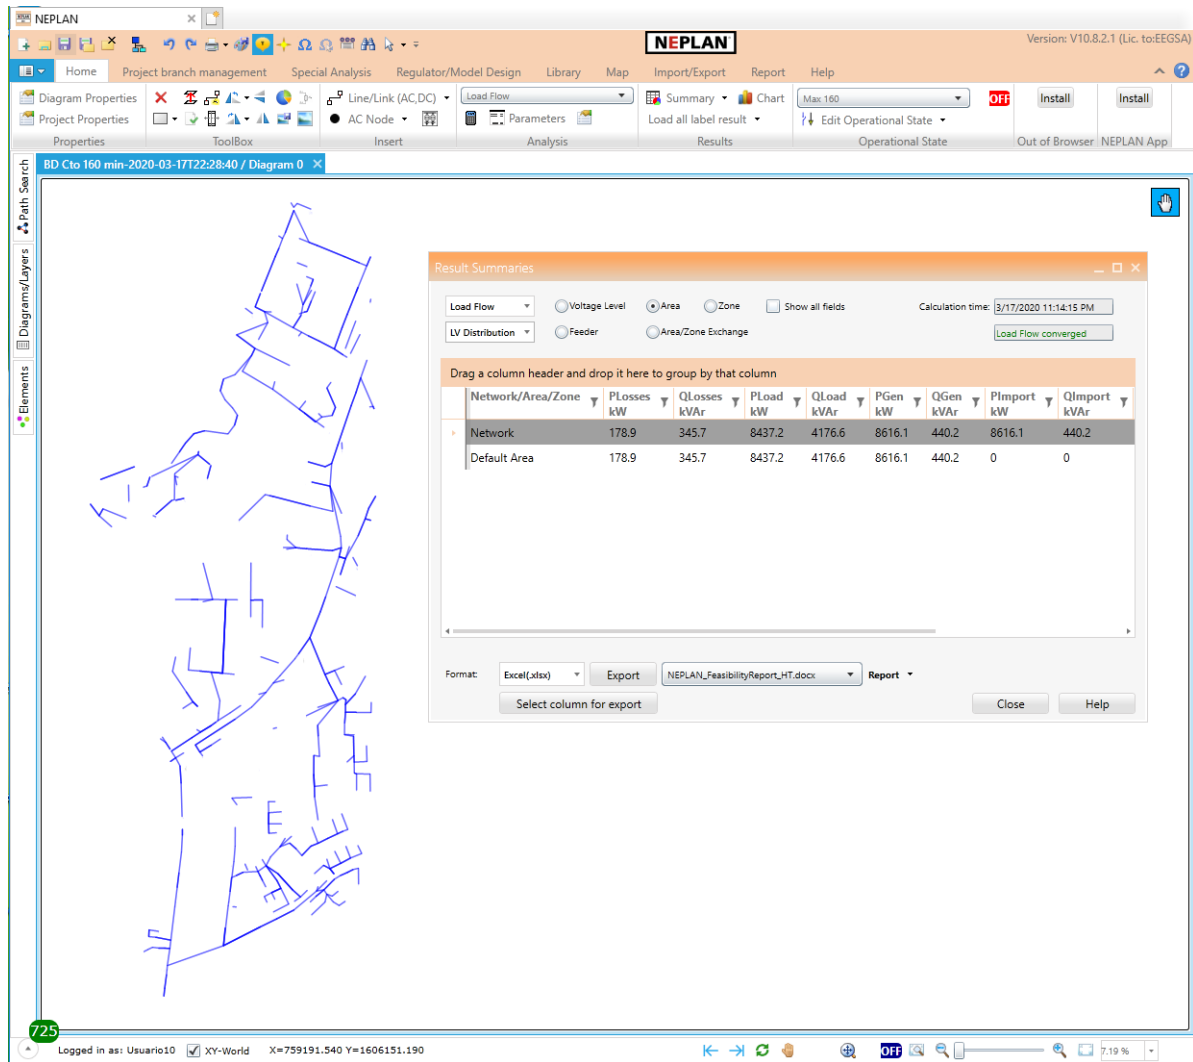 NEPLAN
NEPLAN
Version: V10.8.2.1 (Lic. to:EEGSA)
Home Project branch management Special Analysis Regulator/Model Design Library Map Import/Export Report Help
Diagram Properties Line/Link (AC,DC) Load Flow Summary Chart Max 160 OFF Install Install
Project Properties AC Node Parameters Load all label result Edit Operational State
Properties ToolBox Insert Analysis Results Operational State Out of Browser NEPLAN App
BD Cto 160 min-2020-03-17T22:28:40 / Diagram 0
Path Search
Diagrams/Layers
Elements
Result Summaries
Load Flow Voltage Level Area Zone Show all fields Calculation time: 3/17/2020 11:14:15 PM
LV Distribution Feeder Area/Zone Exchange Load Flow converged
Drag a column header and drop it here to group by that column
Network/Area/Zone PLosses QLosses PLoad QLoad PGen QGen PImport QImport
kW kVAr kW kVAr kW kVAr kW kVAr
Network 178.9 345.7 8437.2 4176.6 8616.1 440.2 8616.1 440.2
Default Area 178.9 345.7 8437.2 4176.6 8616.1 440.2 0 0
Format: Excel(.xlsx) Export NEPLAN_FeasibilityReport_HT.docx Report
Select column for export Close Help
725
Logged in as: Usuario10 XY-World X=759191.540 Y=1606151.190 OFF 7.19 %